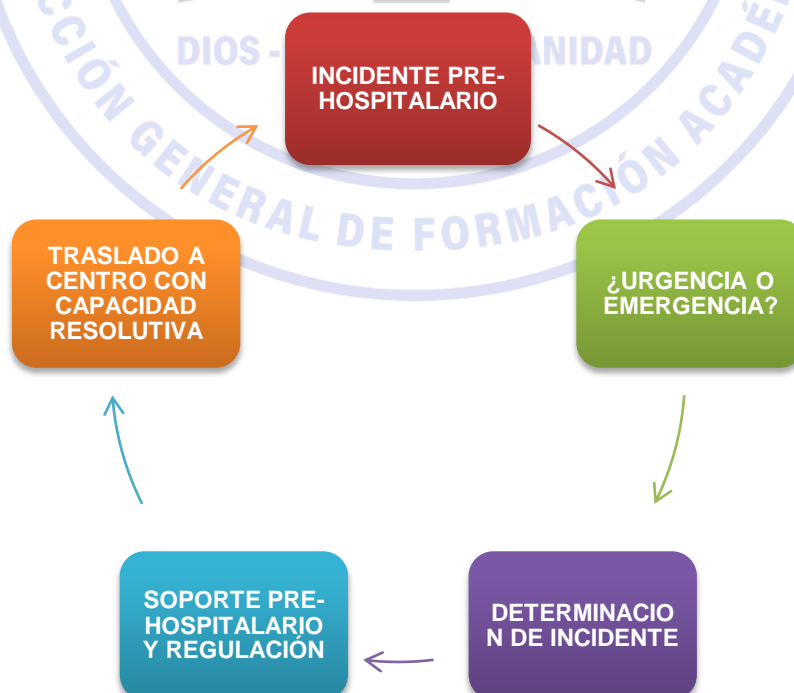 DIOS -
ANIDAD
CCIÓN GENERAL DE FORMACIÓN ACADÉ
INCIDENTE PRE-
HOSPITALARIO
¿URGENCIA O
EMERGENCIA?
DETERMINACIO
N DE INCIDENTE
SOPORTE PRE-
HOSPITALARIO
Y REGULACIÓN
TRASLADO A
CENTRO CON
CAPACIDAD
RESOLUTIVA